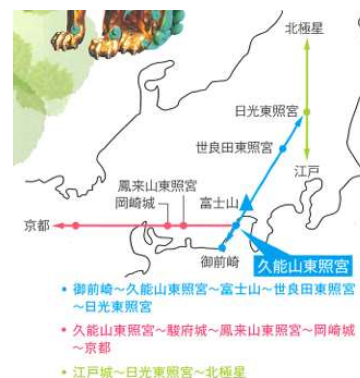 北極星
日光東照宮
世良田東照宮
江戸
鳳来山東照宮
岡崎城
富士山
京都
御前崎
久能山東照宮
• 御前崎～久能山東照宮～富士山～世良田東照宮
～日光東照宮
• 久能山東照宮～駿府城～鳳来山東照宮～岡崎城
～京都
• 江戸城～日光東照宮～北極星